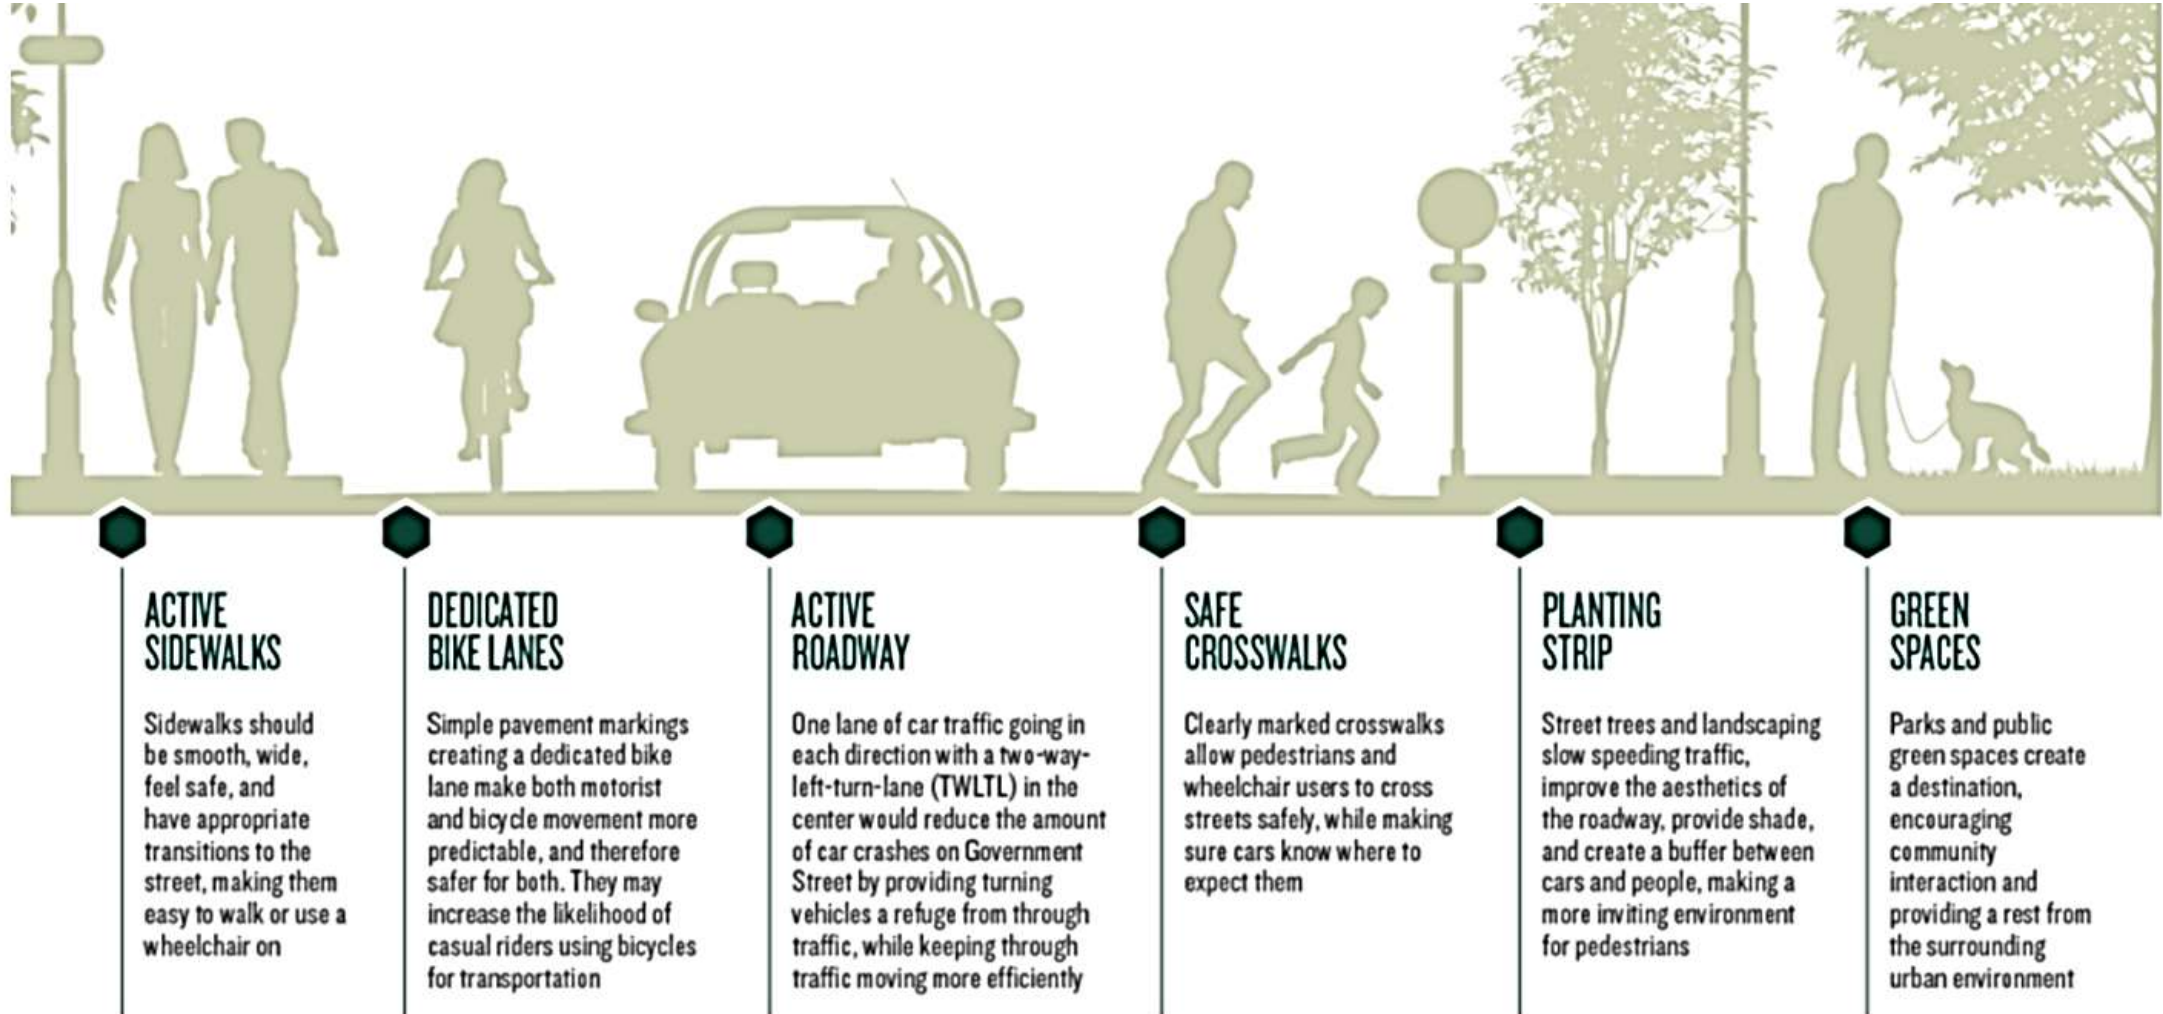 ACTIVE
SIDEWALKS
Sidewalks should
be smooth, wide,
feel safe, and
have appropriate
transitions to the
street, making them
easy to walk or use a
wheelchair on
DEDICATED
BIKE LANES
Simple pavement markings
creating a dedicated bike
lane make both motorist
and bicycle movement more
predictable, and therefore
safer for both. They may
increase the likelihood of
casual riders using bicycles
for transportation
ACTIVE
ROADWAY
One lane of car traffic going in
each direction with a two-way-
left-turn-lane (TWLTL) in the
center would reduce the amount
of car crashes on Government
Street by providing turning
vehicles a refuge from through
traffic, while keeping through
traffic moving more efficiently
SAFE
CROSSWALKS
Clearly marked crosswalks
allow pedestrians and
wheelchair users to cross
streets safely, while making
sure cars know where to
expect them
PLANTING
STRIP
Street trees and landscaping
slow speeding traffic,
improve the aesthetics of
the roadway, provide shade,
and create a buffer between
cars and people, making a
more inviting environment
for pedestrians
GREEN
SPACES
Parks and public
green spaces create
a destination,
encouraging
community
interaction and
providing a rest from
the surrounding
urban environment